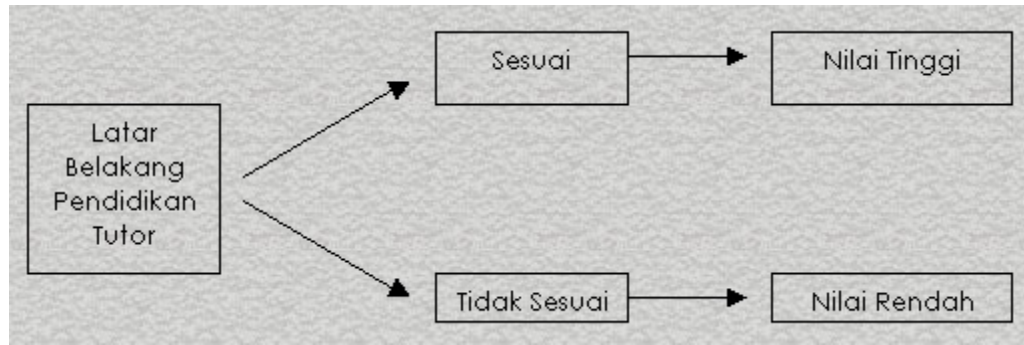 Sesuai
Nilai Tinggi
Latar
Belakang
Pendidikan
Tutor
Tidak Sesuai
Nilai Rendah